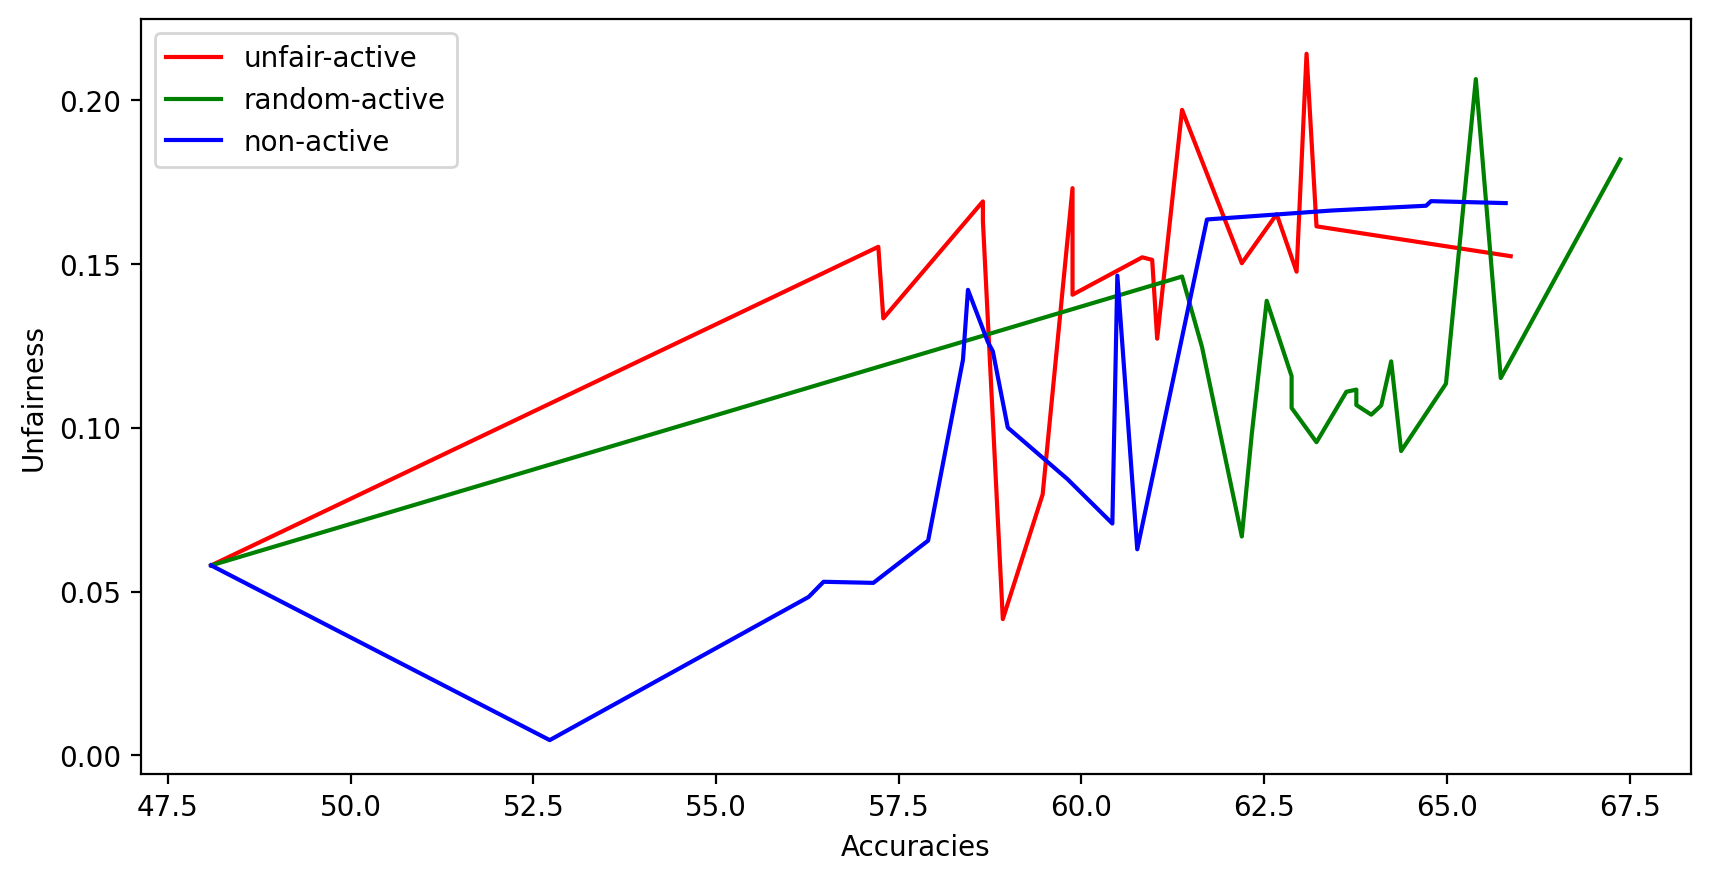 unfair-active
random-active
non-active
0.20
0.15
0.10
0.05
0.00
Unfairness
47.5 50.0 52.5 55.0 57.5 60.0 62.5 65.0 67.5
Accuracies